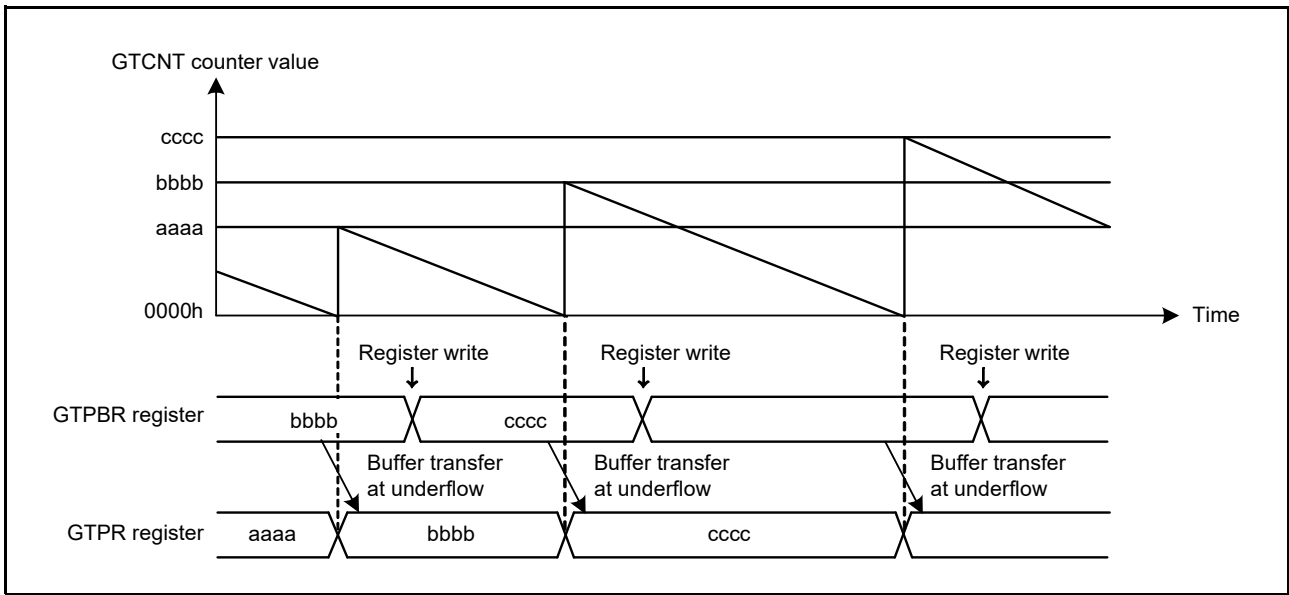 GTCNT counter value
cccc
bbbb
aaaa
0000h
Time
Register write
Register write
Register write
GTPBR register
bbbb
cccc
Buffer transfer
at underflow
Buffer transfer
at underflow
Buffer transfer
at underflow
GTPR register
aaaa
bbbb
cccc